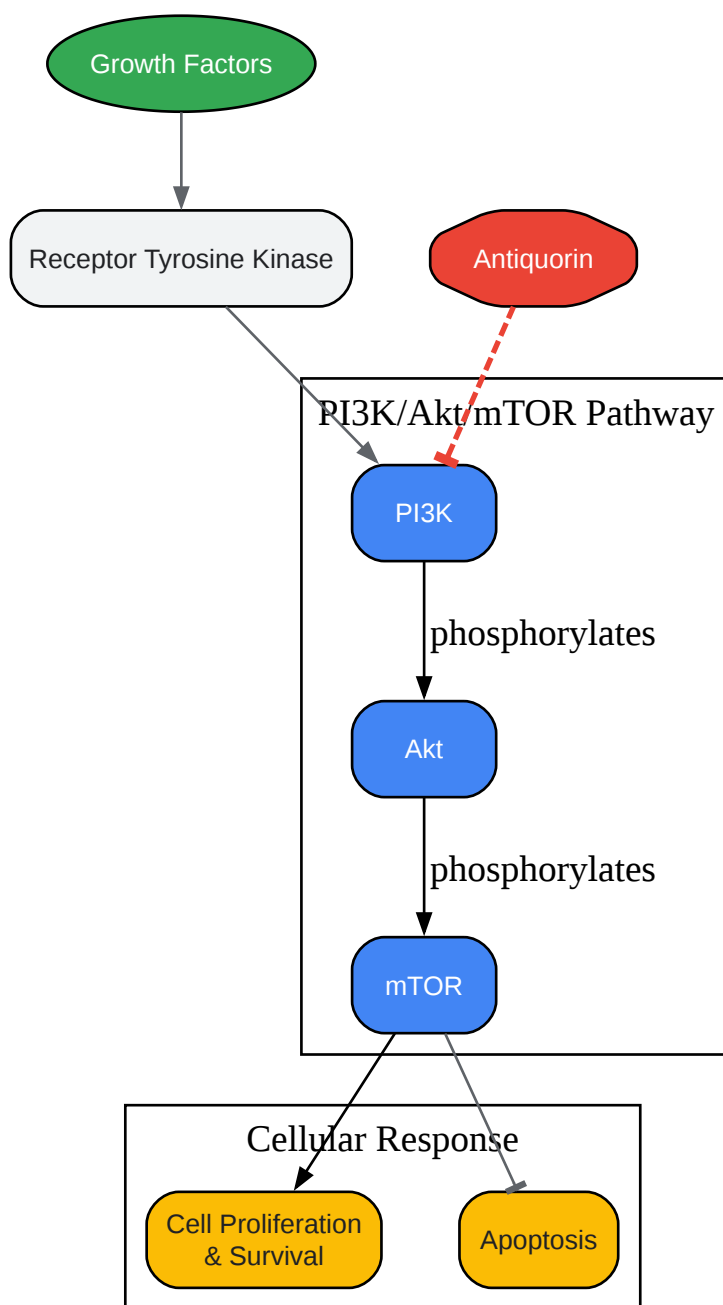 Growth Factors
Receptor Tyrosine Kinase
Antiquorin
PI3K/Akt/mTOR Pathway
PI3K
phosphorylates
Akt
phosphorylates
mTOR
Cellular Response
Cell Proliferation
& Survival
Apoptosis